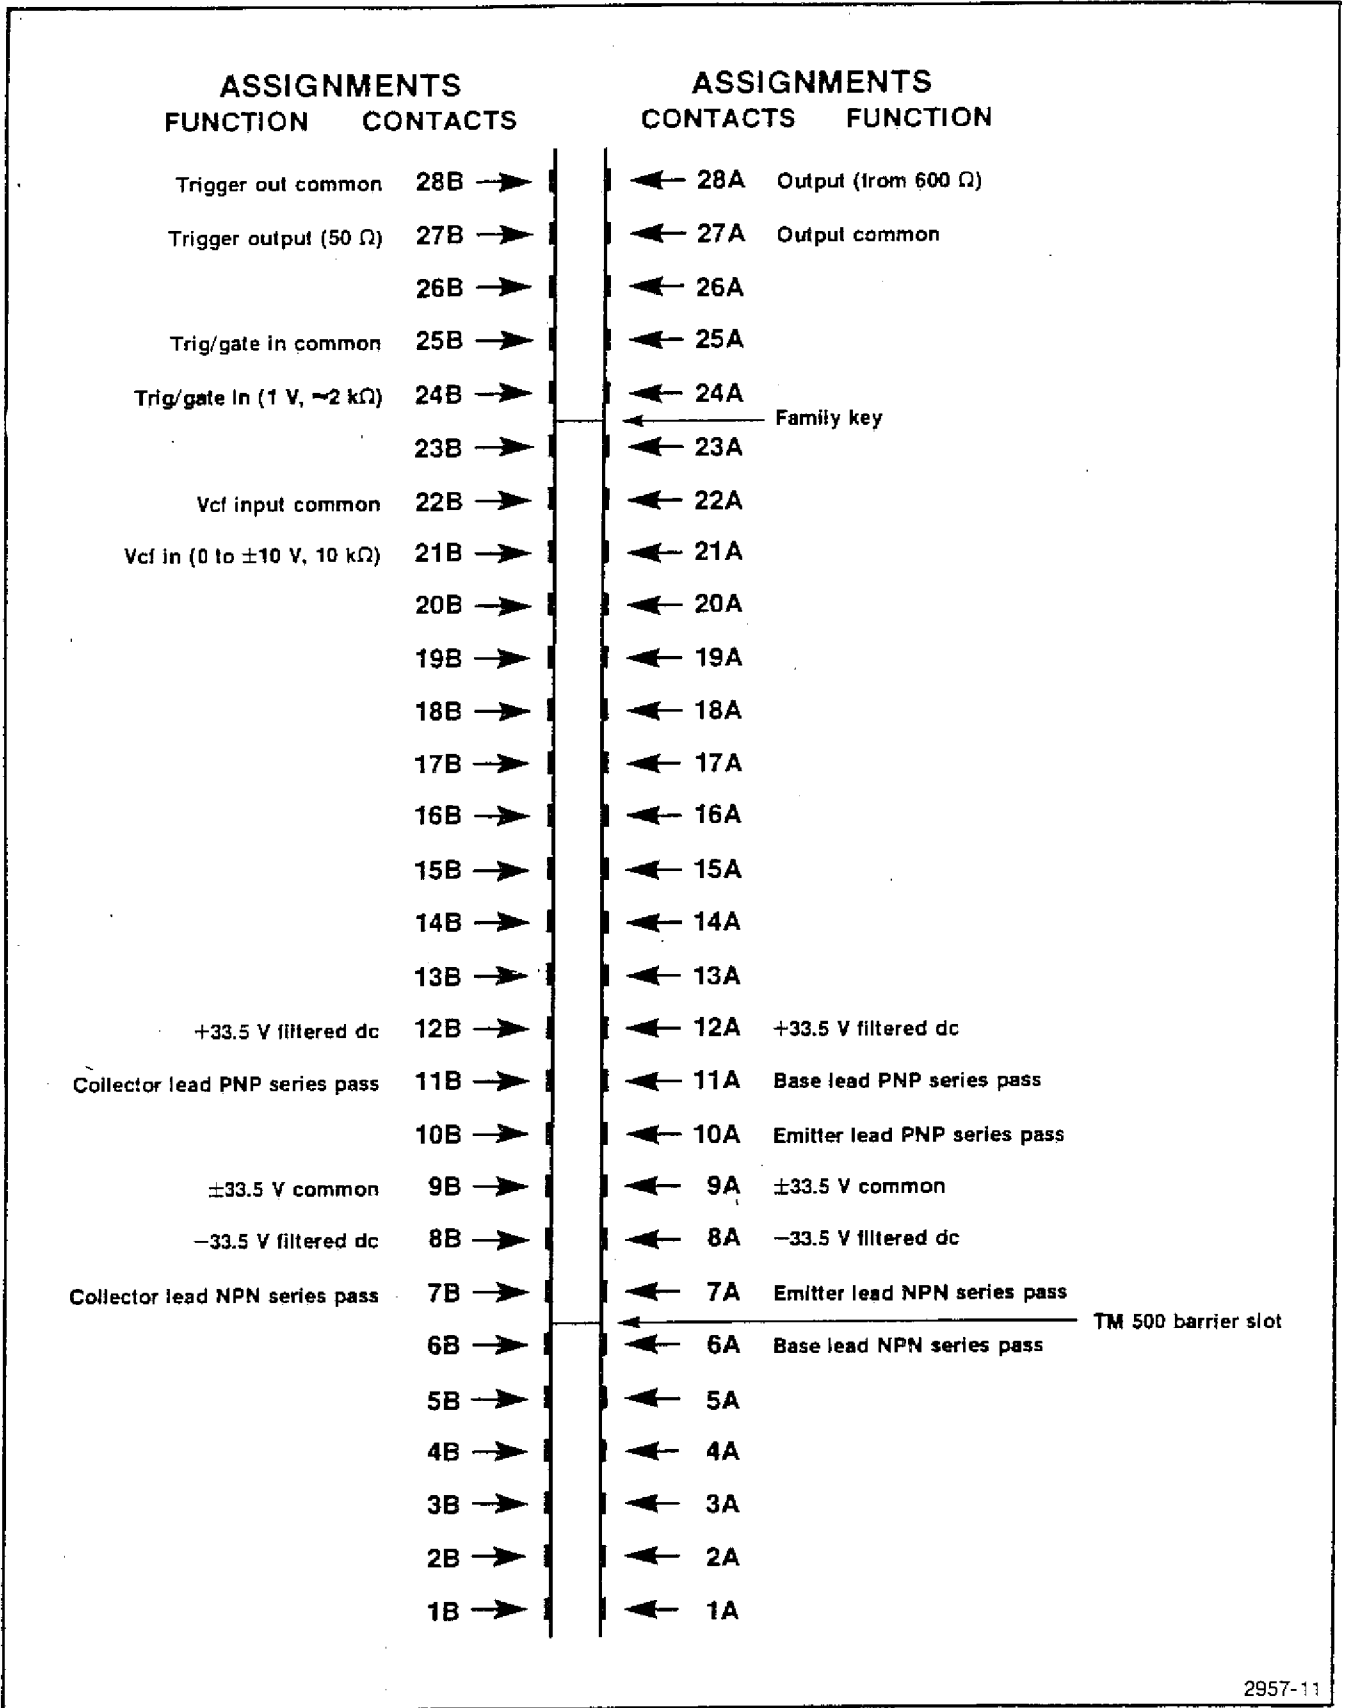 ASSIGNMENTS ASSIGNMENTS
FUNCTION CONTACTS CONTACTS FUNCTION
Trigger out common 28B 28A Output (from 600 Ω)
Trigger output (50 Ω) 27B 27A Output common
26B 26A
Trig/gate in common 25B 25A
Trig/gate in (1 V, ~2 kΩ) 24B 24A
Family key
23B 23A
Vcf input common 22B 22A
Vcf in (0 to ±10 V, 10 kΩ) 21B 21A
20B 20A
19B 19A
18B 18A
17B 17A
16B 16A
15B 15A
14B 14A
13B 13A
+33.5 V filtered dc 12B 12A +33.5 V filtered dc
Collector lead PNP series pass 11B 11A Base lead PNP series pass
10B 10A Emitter lead PNP series pass
±33.5 V common 9B 9A ±33.5 V common
−33.5 V filtered dc 8B 8A −33.5 V filtered dc
Collector lead NPN series pass 7B 7A Emitter lead NPN series pass
TM 500 barrier slot
6B 6A Base lead NPN series pass
5B 5A
4B 4A
3B 3A
2B 2A
1B 1A
2957-11